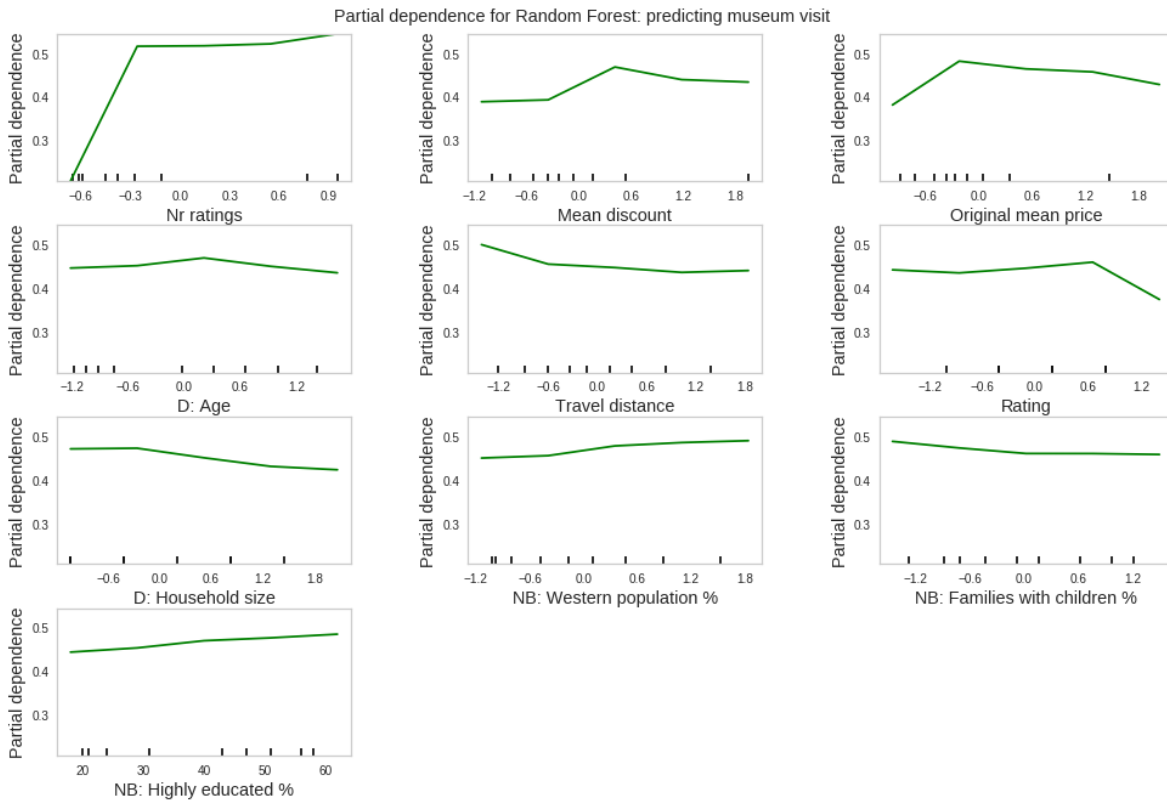 Partial dependence for Random Forest: predicting museum visit
Partial dependence
0.5
0.4
0.3
−0.6 −0.3 0.0 0.3 0.6 0.9
Nr ratings
Partial dependence
0.5
0.4
0.3
−1.2 −0.6 0.0 0.6 1.2 1.8
Mean discount
Partial dependence
0.5
0.4
0.3
−0.6 0.0 0.6 1.2 1.8
Original mean price
Partial dependence
0.5
0.4
0.3
−1.2 −0.6 0.0 0.6 1.2
D: Age
Partial dependence
0.5
0.4
0.3
−1.2 −0.6 0.0 0.6 1.2 1.8
Travel distance
Partial dependence
0.5
0.4
0.3
−1.2 −0.6 0.0 0.6 1.2
Rating
Partial dependence
0.5
0.4
0.3
−0.6 0.0 0.6 1.2 1.8
D: Household size
Partial dependence
0.5
0.4
0.3
−1.2 −0.6 0.0 0.6 1.2 1.8
NB: Western population %
Partial dependence
0.5
0.4
0.3
−1.2 −0.6 0.0 0.6 1.2
NB: Families with children %
Partial dependence
0.5
0.4
0.3
20 30 40 50 60
NB: Highly educated %